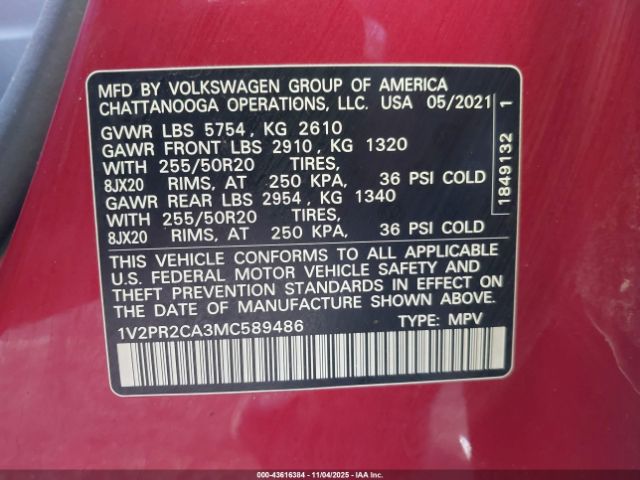 MFD BY VOLKSWAGEN GROUP OF AMERICA
CHATTANOOGA OPERATIONS, LLC. USA 05/2021
GVWR LBS 5754, KG 2610
GAWR FRONT LBS 2910, KG 1320
WITH 255/50R20 TIRES,
8JX20 RIMS, AT 250 KPA, 36 PSI COLD
GAWR REAR LBS 2954, KG 1340
WITH 255/50R20 TIRES,
8JX20 RIMS, AT 250 KPA, 36 PSI COLD
THIS VEHICLE CONFORMS TO ALL APPLICABLE
U.S. FEDERAL MOTOR VEHICLE SAFETY AND
THEFT PREVENTION STANDARDS IN EFFECT ON
THE DATE OF MANUFACTURE SHOWN ABOVE.
1V2PR2CA3MC589486 TYPE: MPV
1849132 1
000-43616384 - 11/04/2025 - IAAI.com